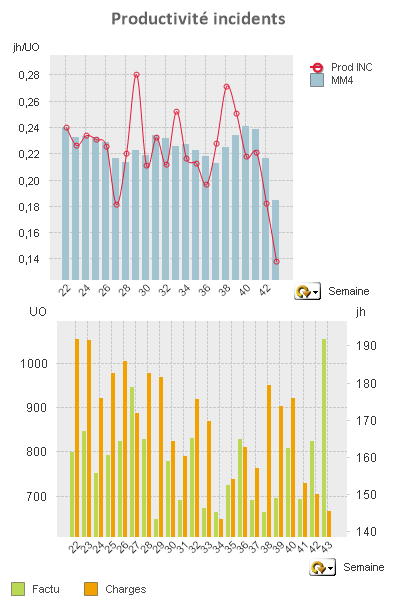 Productivité incidents
jh/UO
Prod INC
MM4
0,28
0,26
0,24
0,22
0,20
0,18
0,16
0,14
22 24 26 28 30 32 34 36 38 40 42
Semaine
UO jh
1000
900
800
700
190
180
170
160
150
140
22 23 24 25 26 27 28 29 30 31 32 33 34 35 36 37 38 39 40 41 42 43
Semaine
Factu Charges